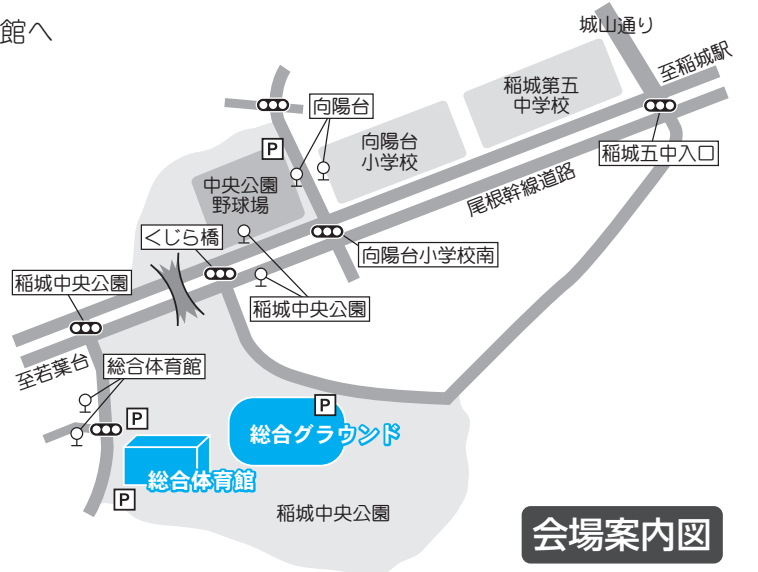 館へ
城山通り
至稲城駅
稲城第五
中学校
向陽台
P
向陽台
小学校
稲城五中入口
中央公園
野球場
尾根幹線道路
くじら橋
向陽台小学校南
稲城中央公園
稲城中央公園
至若葉台
総合体育館
P
P
総合グラウンド
総合体育館
P
稲城中央公園
会場案内図